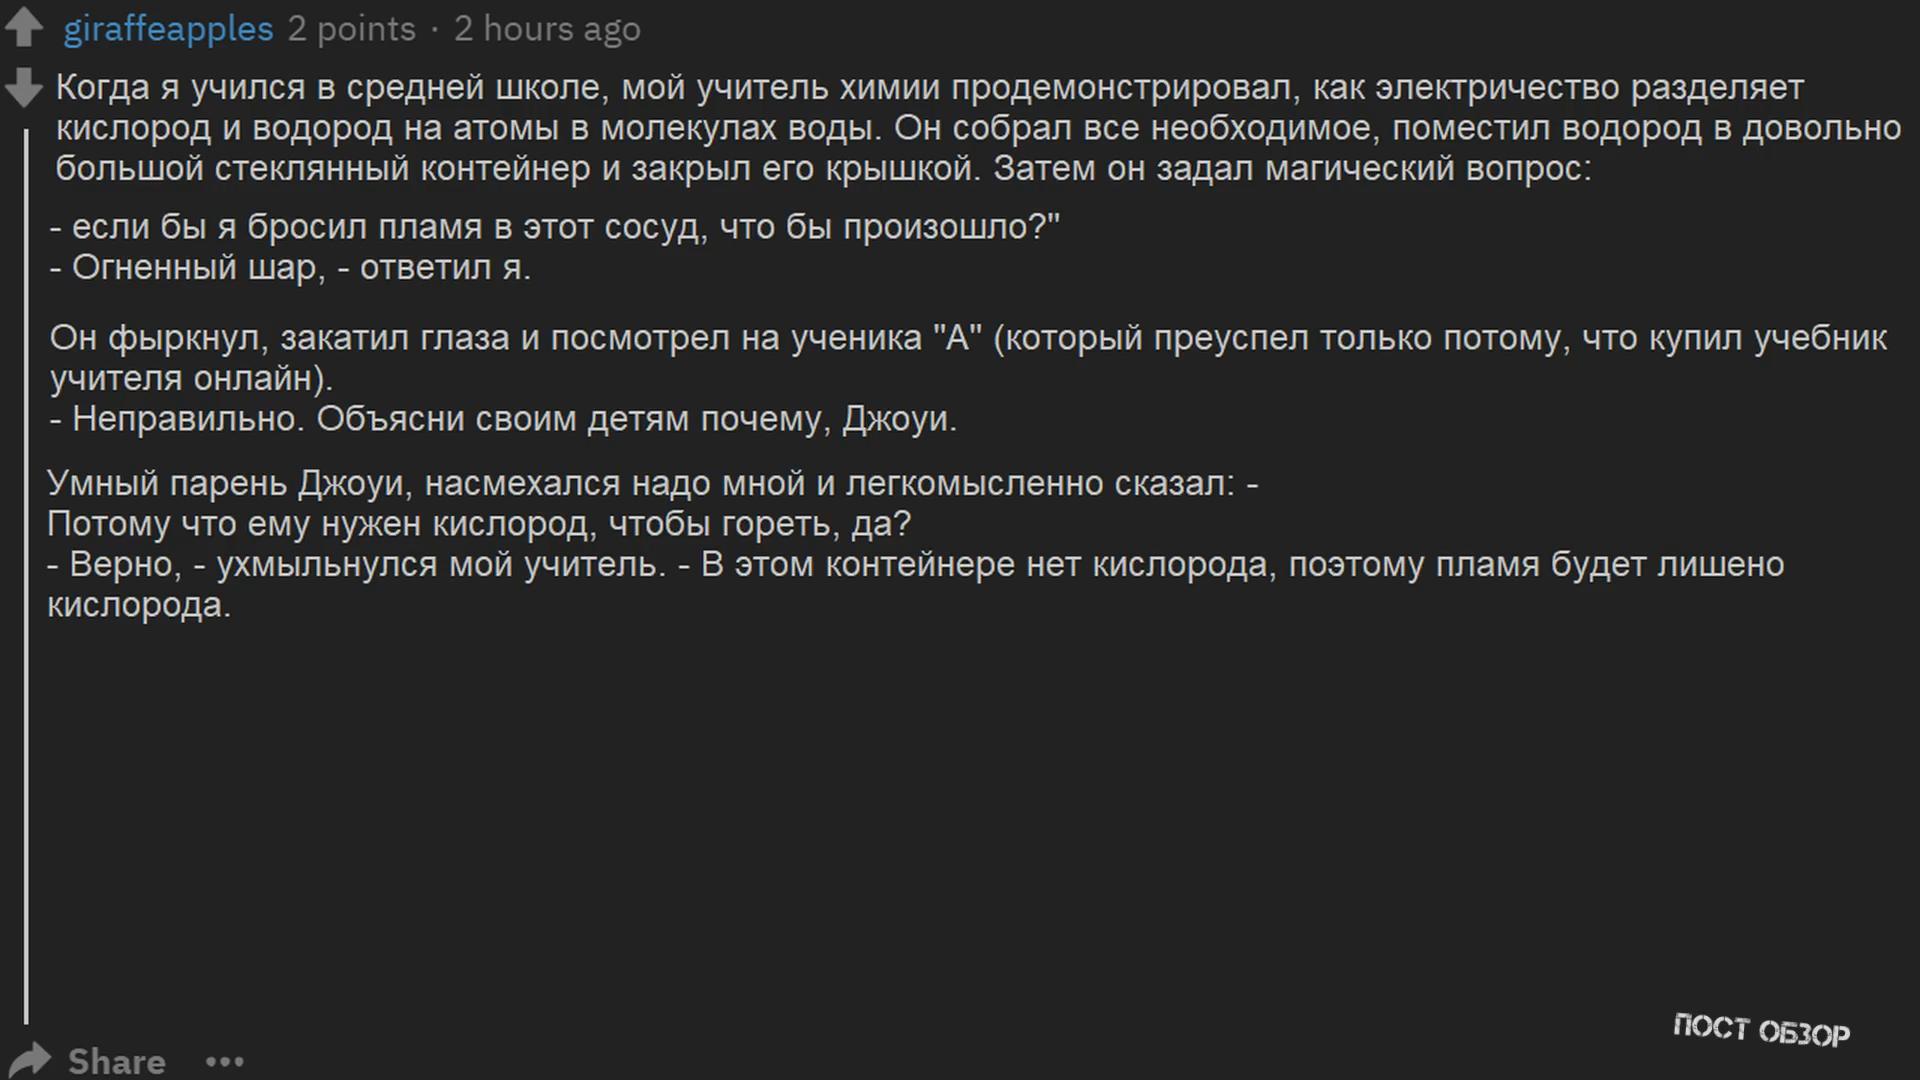 giraffeapples 2 points · 2 hours ago
Когда я учился в средней школе, мой учитель химии продемонстрировал, как электричество разделяет
кислород и водород на атомы в молекулах воды. Он собрал все необходимое, поместил водород в довольно
большой стеклянный контейнер и закрыл его крышкой. Затем он задал магический вопрос:
- если бы я бросил пламя в этот сосуд, что бы произошло?"
- Огненный шар, - ответил я.
Он фыркнул, закатил глаза и посмотрел на ученика "А" (который преуспел только потому, что купил учебник
учителя онлайн).
- Неправильно. Объясни своим детям почему, Джоуи.
Умный парень Джоуи, насмехался надо мной и легкомысленно сказал: -
Потому что ему нужен кислород, чтобы гореть, да?
- Верно, - ухмыльнулся мой учитель. - В этом контейнере нет кислорода, поэтому пламя будет лишено
кислорода.
ПОСТ ОБЗОР
Share •••